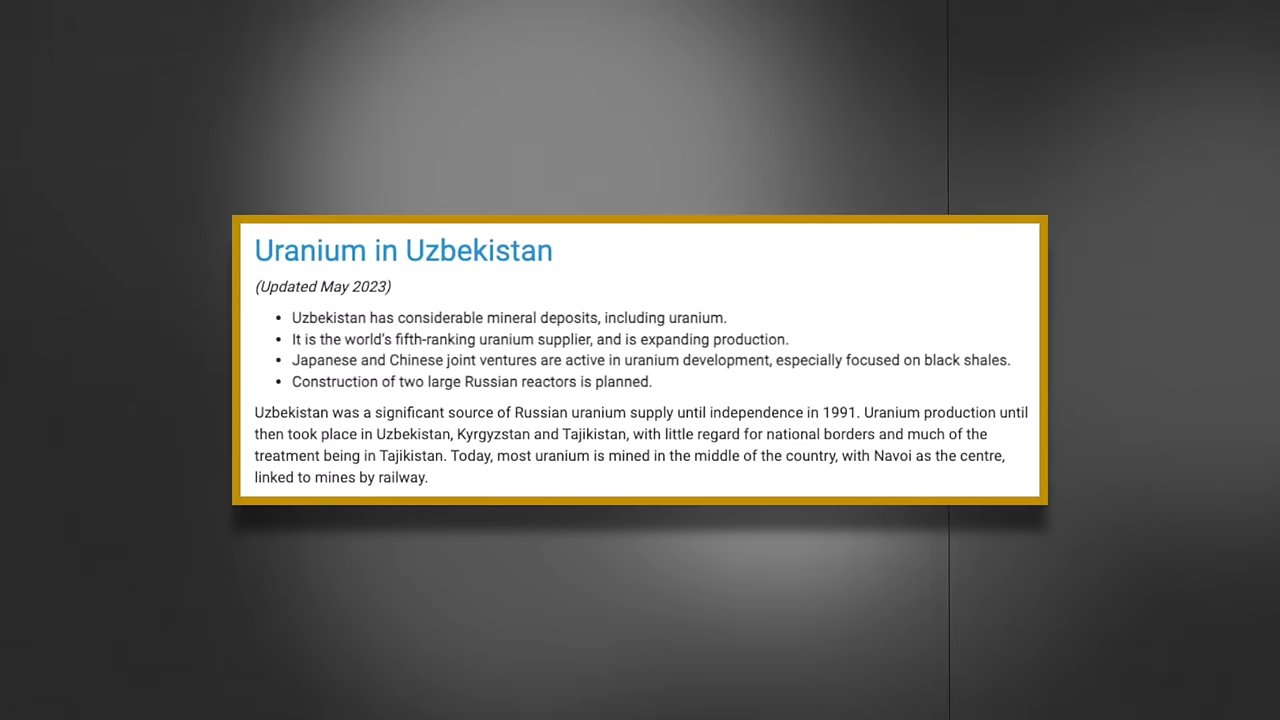 Uranium in Uzbekistan
(Updated May 2023)
• Uzbekistan has considerable mineral deposits, including uranium.
• It is the world's fifth-ranking uranium supplier, and is expanding production.
• Japanese and Chinese joint ventures are active in uranium development, especially focused on black shales.
• Construction of two large Russian reactors is planned.
Uzbekistan was a significant source of Russian uranium supply until independence in 1991. Uranium production until
then took place in Uzbekistan, Kyrgyzstan and Tajikistan, with little regard for national borders and much of the
treatment being in Tajikistan. Today, most uranium is mined in the middle of the country, with Navoi as the centre,
linked to mines by railway.